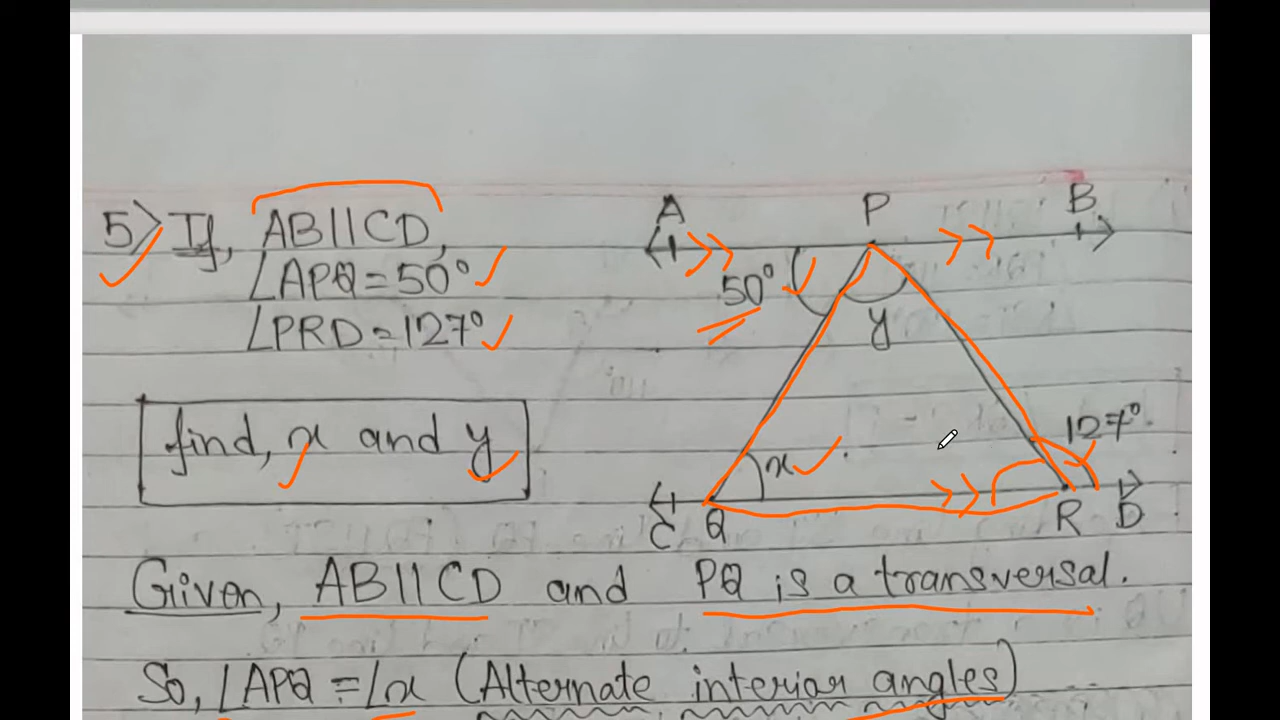 5) If, AB||CD,
∠APQ = 50°
∠PRD = 127°
find, x and y
A P B
50°
y
x
127°
C Q R D
Given, AB||CD and PQ is a transversal.
So, ∠APQ = ∠x (Alternate interior angles)